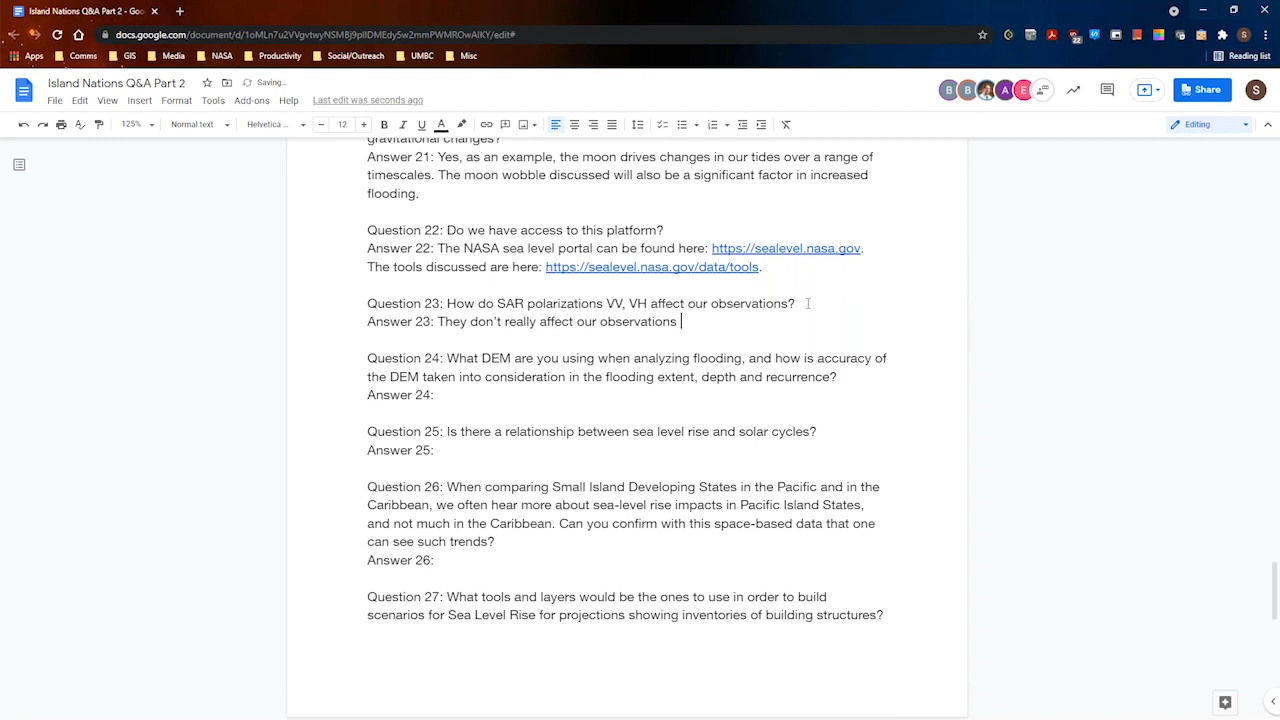 Island Nations Q&A Part 2 - Goo
docs.google.com/document/d/1oMLn7u2VVgvtwyNSMBj9pIIDMEdy5w2mmPWMROwAIKY/edit#
Apps Comms GIS Media NASA Productivity Social/Outreach UMBC Misc Reading list
Island Nations Q&A Part 2 Saving...
File Edit View Insert Format Tools Add-ons Help Last edit was seconds ago
B B A E Share S
125% Normal text Helvetica ... 12 Editing
gravitational changes?
Answer 21: Yes, as an example, the moon drives changes in our tides over a range of
timescales. The moon wobble discussed will also be a significant factor in increased
flooding.
Question 22: Do we have access to this platform?
Answer 22: The NASA sea level portal can be found here: https://sealevel.nasa.gov.
The tools discussed are here: https://sealevel.nasa.gov/data/tools.
Question 23: How do SAR polarizations VV, VH affect our observations?
Answer 23: They don't really affect our observations
Question 24: What DEM are you using when analyzing flooding, and how is accuracy of
the DEM taken into consideration in the flooding extent, depth and recurrence?
Answer 24:
Question 25: Is there a relationship between sea level rise and solar cycles?
Answer 25:
Question 26: When comparing Small Island Developing States in the Pacific and in the
Caribbean, we often hear more about sea-level rise impacts in Pacific Island States,
and not much in the Caribbean. Can you confirm with this space-based data that one
can see such trends?
Answer 26:
Question 27: What tools and layers would be the ones to use in order to build
scenarios for Sea Level Rise for projections showing inventories of building structures?